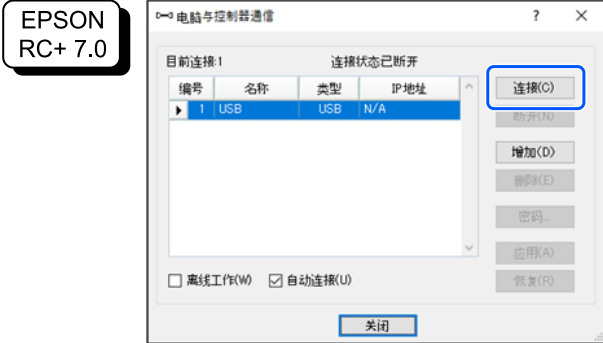 EPSON
RC+ 7.0
电脑与控制器通信
?
目前连接:1 连接状态已断开
编号 名称 类型 IP地址
1 USB USB N/A
连接(C)
断开(N)
增加(D)
删除(E)
密码...
应用(A)
恢复(R)
离线工作(W) 自动连接(U)
关闭